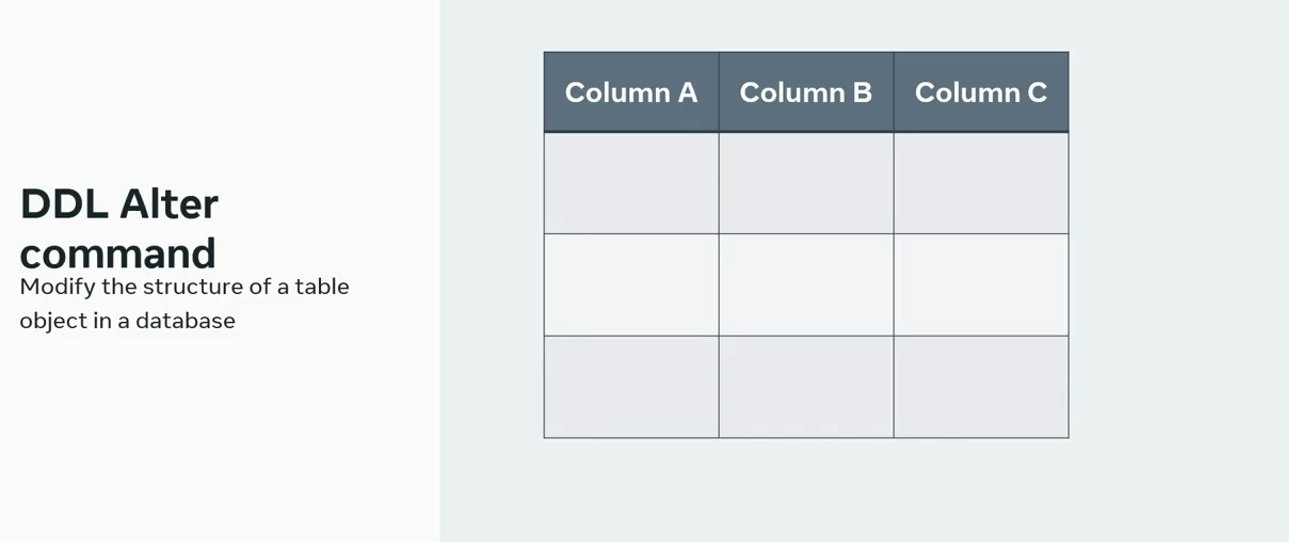 DDL Alter
command
Modify the structure of a table
object in a database
Column A Column B Column C